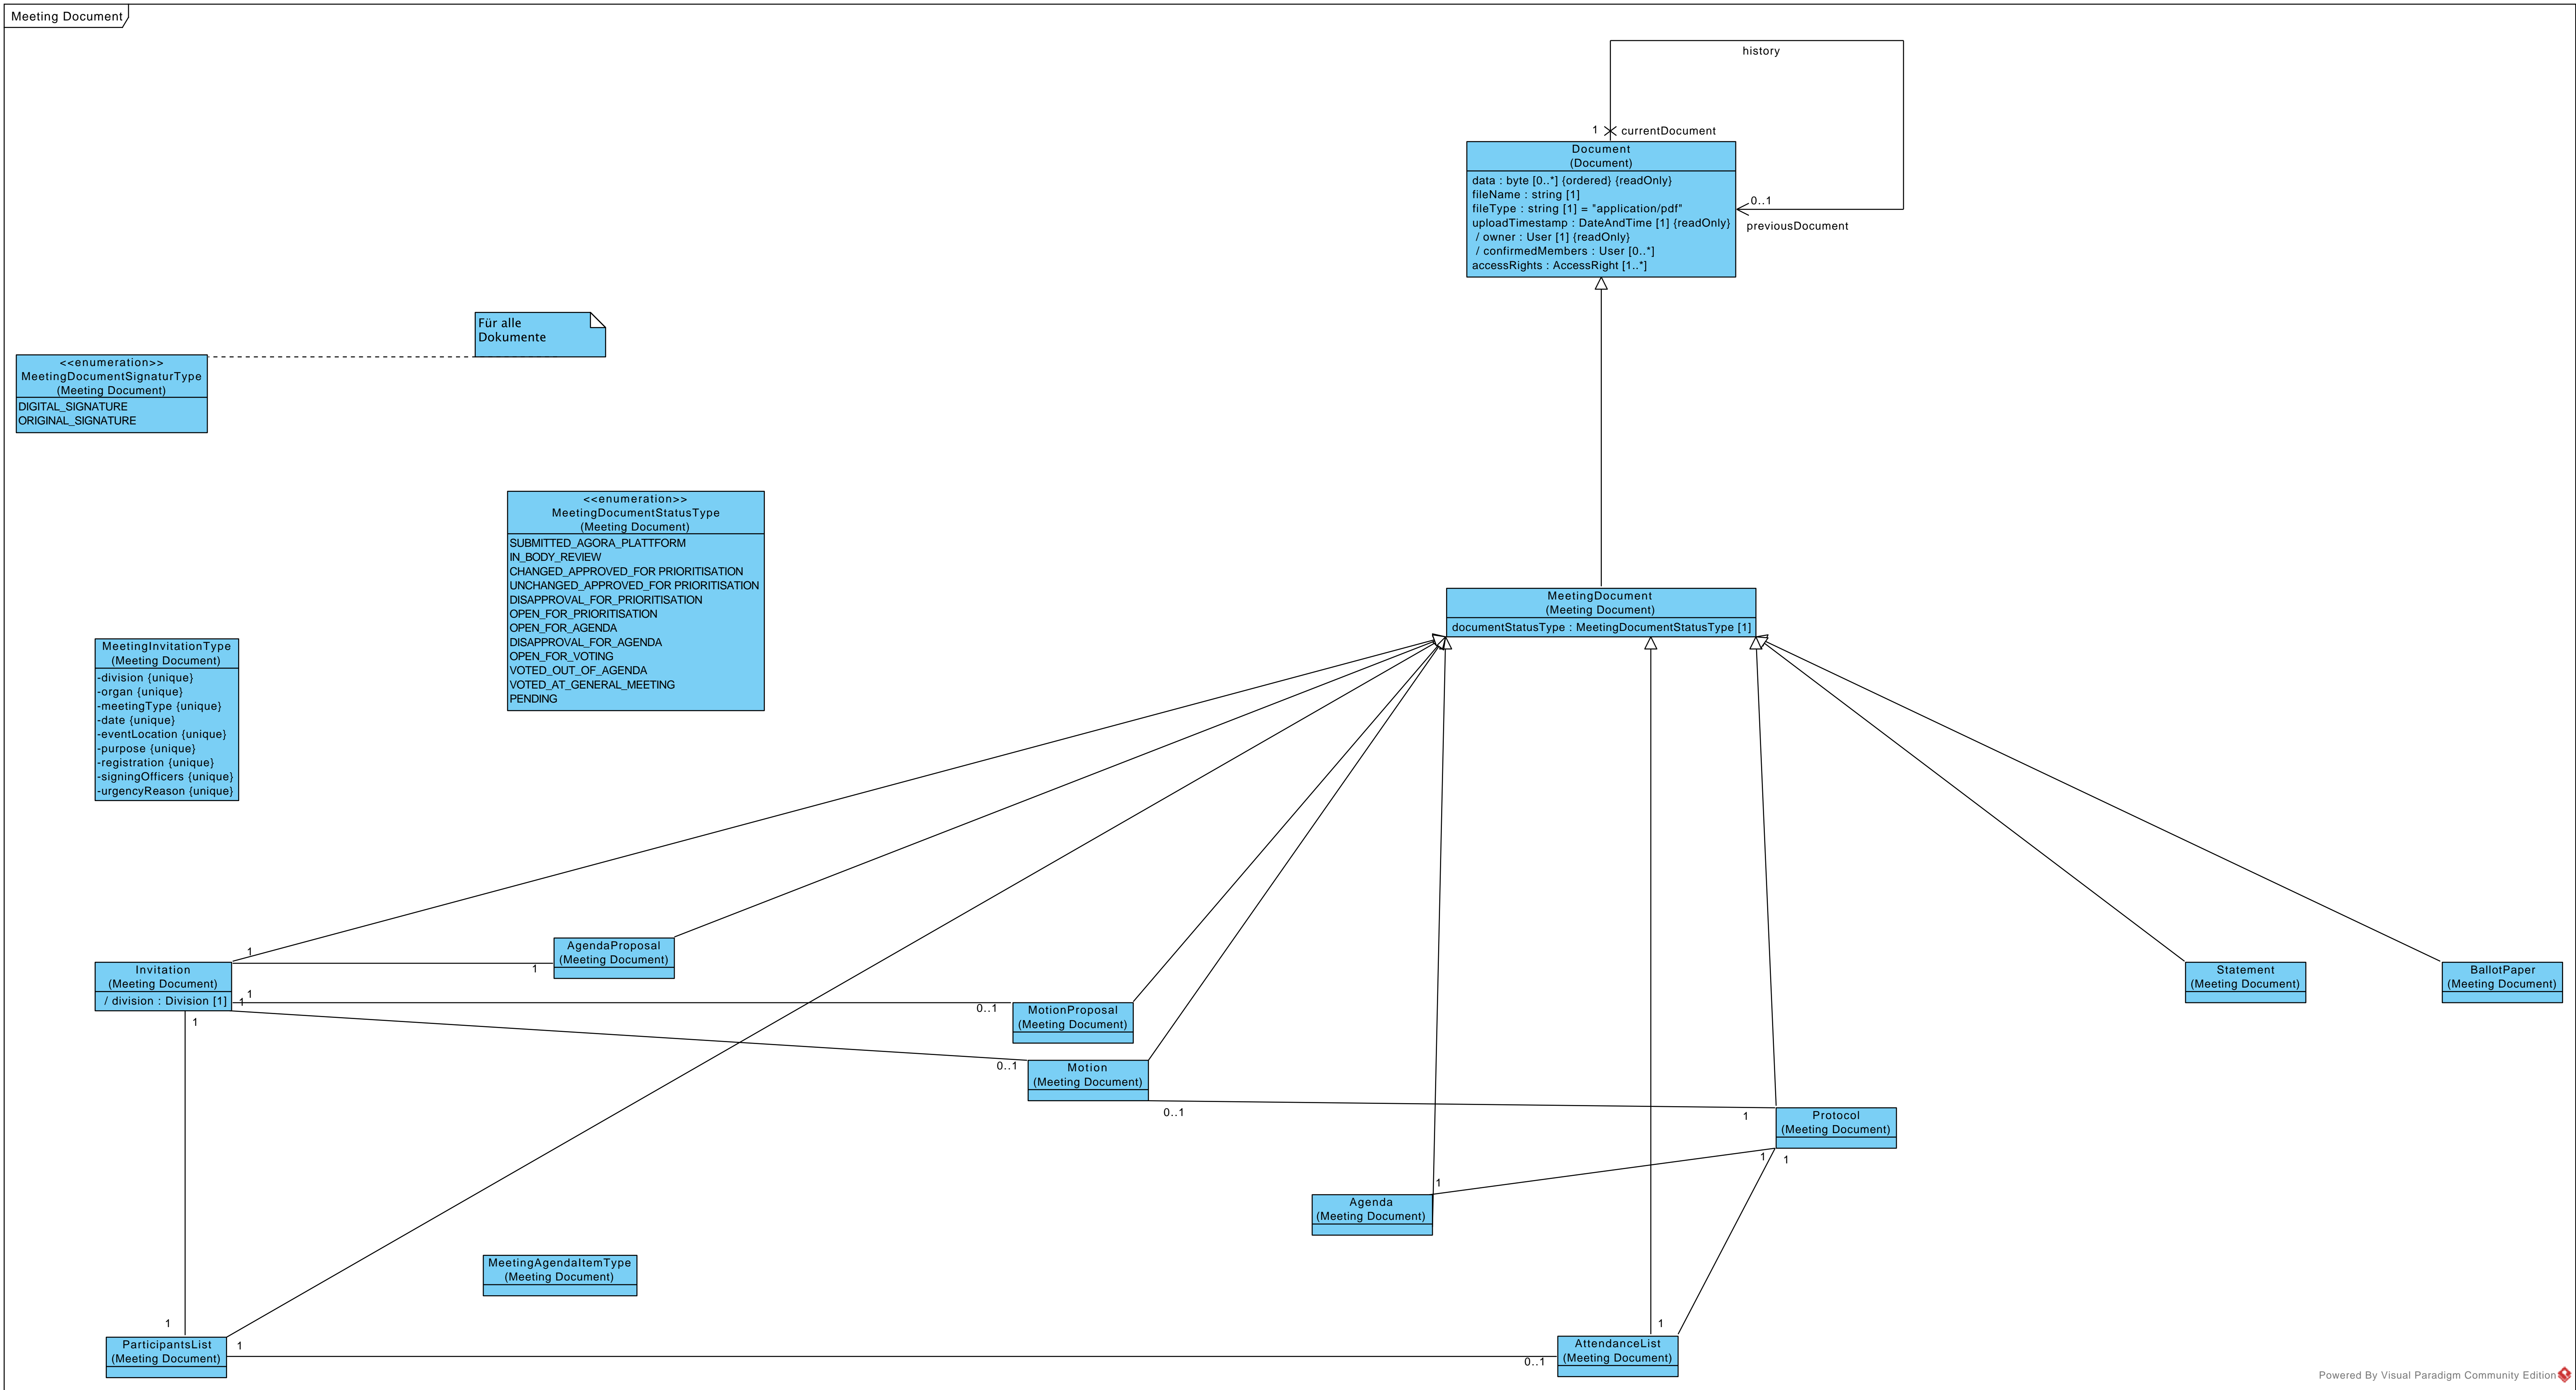 Meeting Document
history
1
currentDocument
Document
(Document)
data : byte [0..*] {ordered} {readOnly}
fileName : string [1]
fileType : string [1] = "application/pdf"
uploadTimestamp : DateAndTime [1] {readOnly}
/ owner : User [1] {readOnly}
/ confirmedMembers : User [0..*]
accessRights : AccessRight [1..*]
0..1
previousDocument
Für alle
Dokumente
<<enumeration>>
MeetingDocumentSignaturType
(Meeting Document)
DIGITAL_SIGNATURE
ORIGINAL_SIGNATURE
<<enumeration>>
MeetingDocumentStatusType
(Meeting Document)
SUBMITTED_AGORA_PLATTFORM
IN_BODY_REVIEW
CHANGED_APPROVED_FOR PRIORITISATION
UNCHANGED_APPROVED_FOR PRIORITISATION
DISAPPROVAL_FOR_PRIORITISATION
OPEN_FOR_PRIORITISATION
OPEN_FOR_AGENDA
DISAPPROVAL_FOR_AGENDA
OPEN_FOR_VOTING
VOTED_OUT_OF_AGENDA
VOTED_AT_GENERAL_MEETING
PENDING
MeetingDocument
(Meeting Document)
documentStatusType : MeetingDocumentStatusType [1]
MeetingInvitationType
(Meeting Document)
-division {unique}
-organ {unique}
-meetingType {unique}
-date {unique}
-eventLocation {unique}
-purpose {unique}
-registration {unique}
-signingOfficers {unique}
-urgencyReason {unique}
1
AgendaProposal
(Meeting Document)
1
Invitation
(Meeting Document)
/ division : Division [1]
1
1
1
Statement
(Meeting Document)
BallotPaper
(Meeting Document)
0..1
MotionProposal
(Meeting Document)
0..1
Motion
(Meeting Document)
0..1
1
Protocol
(Meeting Document)
1
1
1
Agenda
(Meeting Document)
MeetingAgendaItemType
(Meeting Document)
1
ParticipantsList
(Meeting Document)
1
1
0..1
AttendanceList
(Meeting Document)
Powered By Visual Paradigm Community Edition